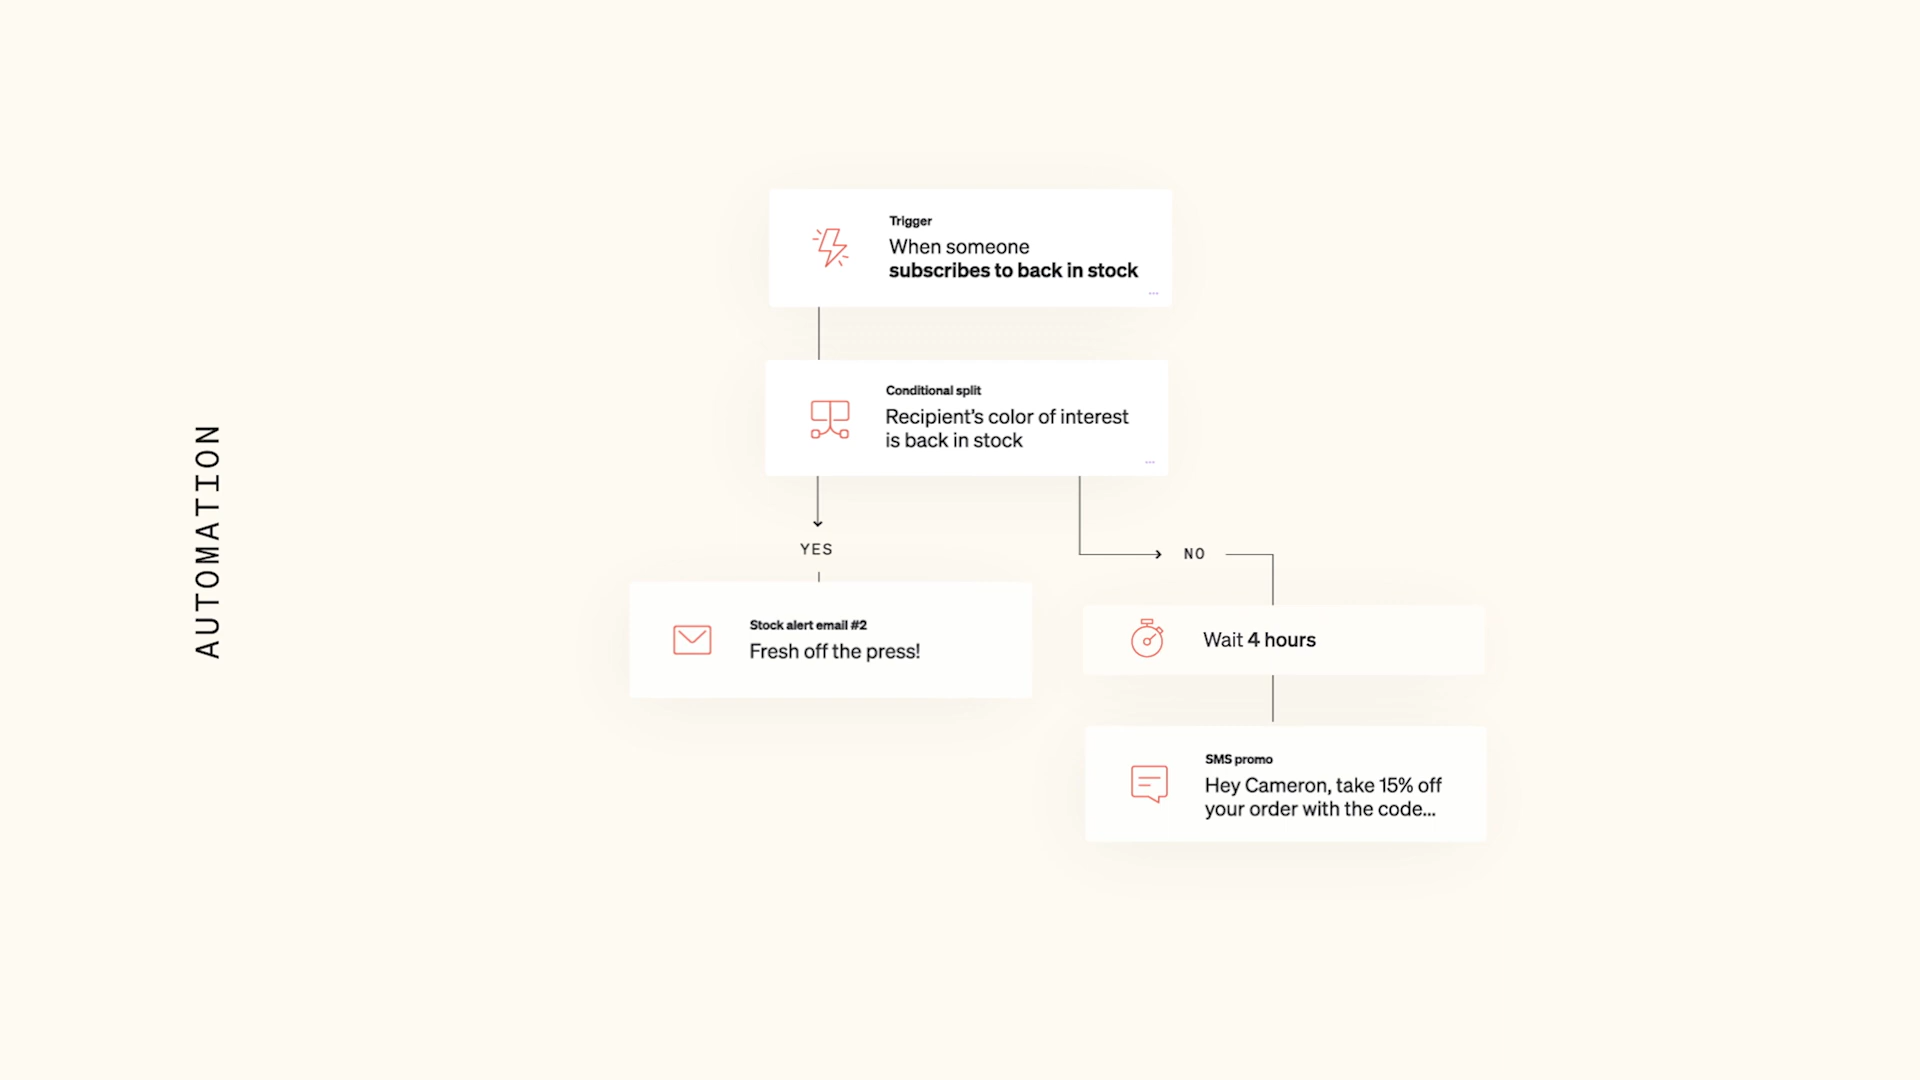 AUTOMATION
Trigger
When someone
subscribes to back in stock
Conditional split
Recipient’s color of interest
is back in stock
YES
NO
Stock alert email #2
Fresh off the press!
Wait 4 hours
SMS promo
Hey Cameron, take 15% off
your order with the code...